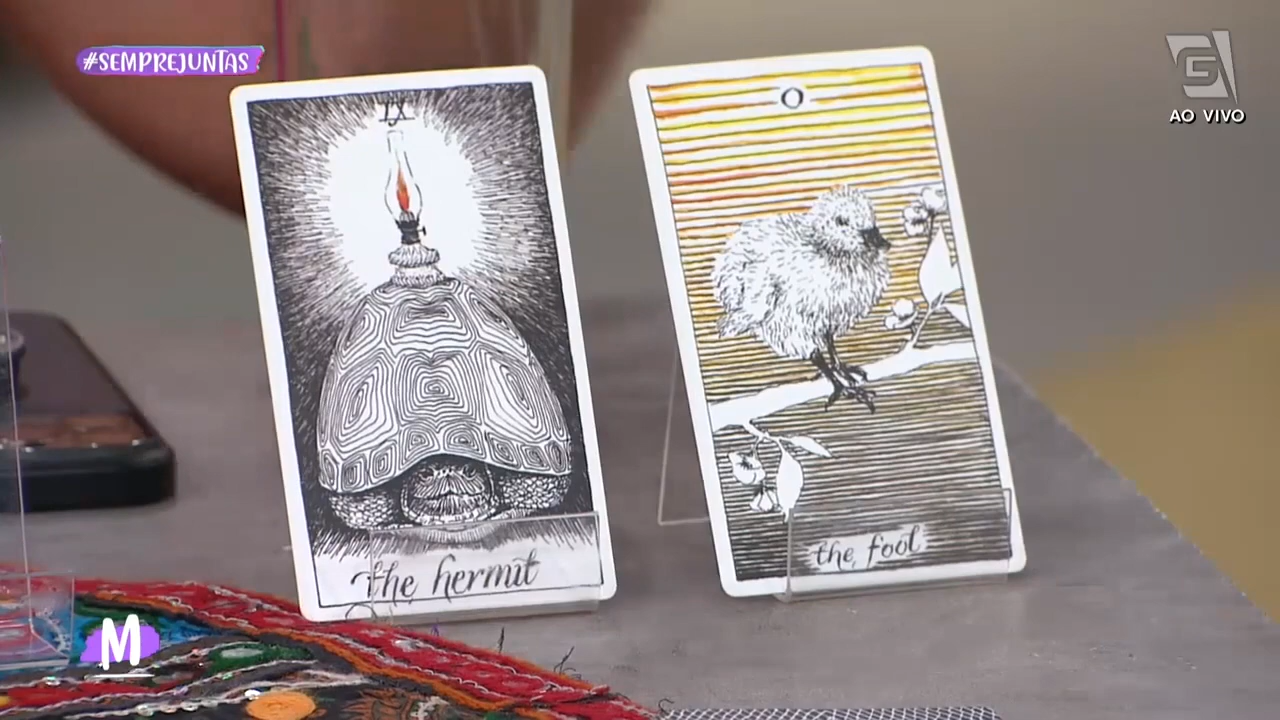 #SEMPREJUNTAS
G
AO VIVO
IX
the hermit
0
the fool
M